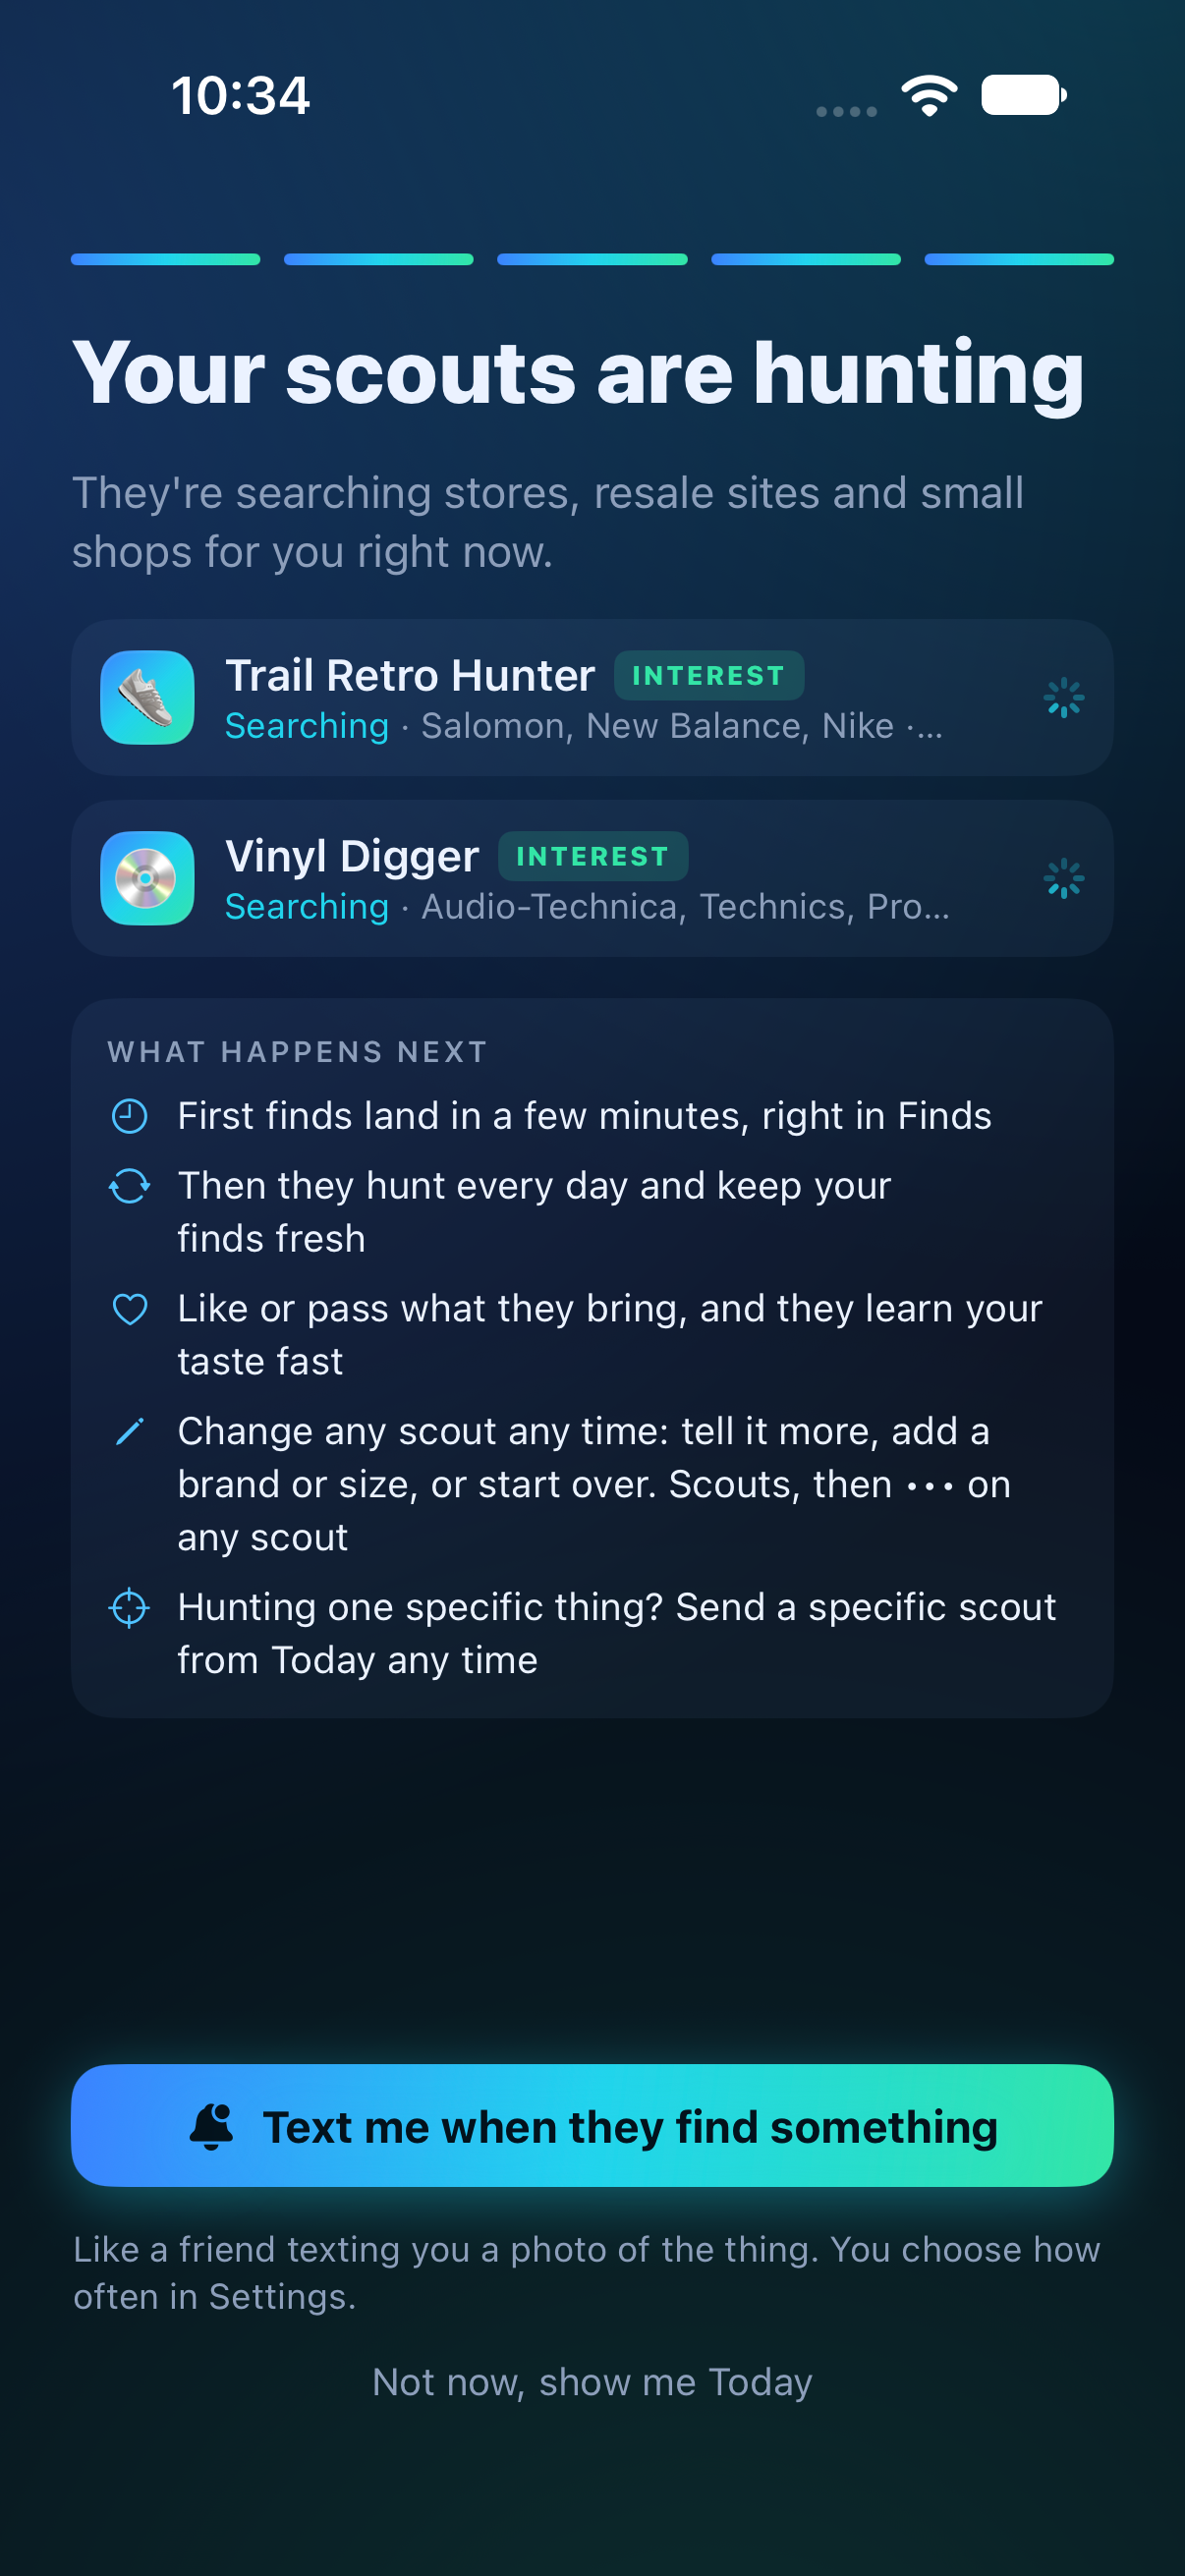 10:34
Your scouts are hunting
They're searching stores, resale sites and small
shops for you right now.
Trail Retro Hunter INTEREST
Searching · Salomon, New Balance, Nike ·...
Vinyl Digger INTEREST
Searching · Audio-Technica, Technics, Pro...
WHAT HAPPENS NEXT
First finds land in a few minutes, right in Finds
Then they hunt every day and keep your
finds fresh
Like or pass what they bring, and they learn your
taste fast
Change any scout any time: tell it more, add a
brand or size, or start over. Scouts, then ••• on
any scout
Hunting one specific thing? Send a specific scout
from Today any time
Text me when they find something
Like a friend texting you a photo of the thing. You choose how
often in Settings.
Not now, show me Today